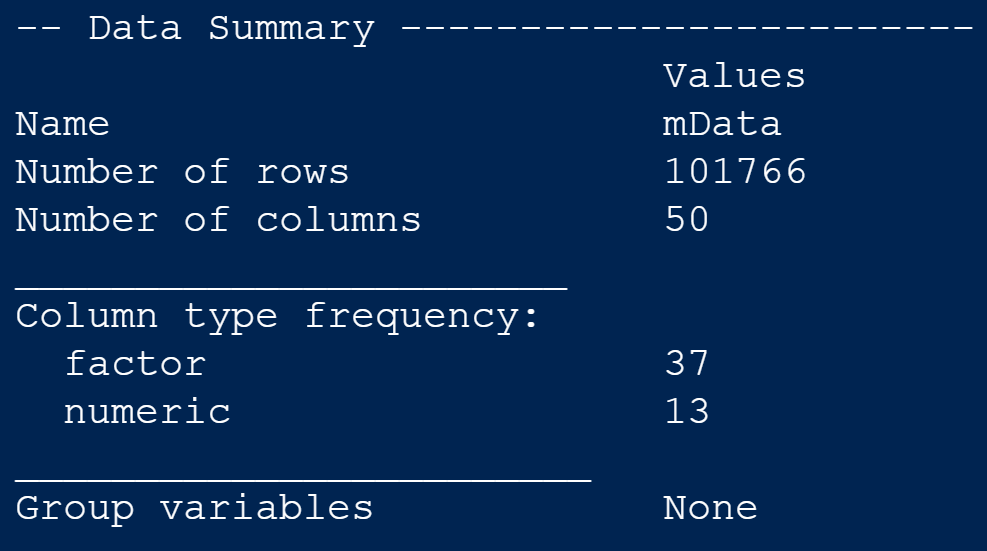 -- Data Summary ------------------------
Values
Name mData
Number of rows 101766
Number of columns 50
_______________________
Column type frequency:
factor 37
numeric 13
________________________
Group variables None